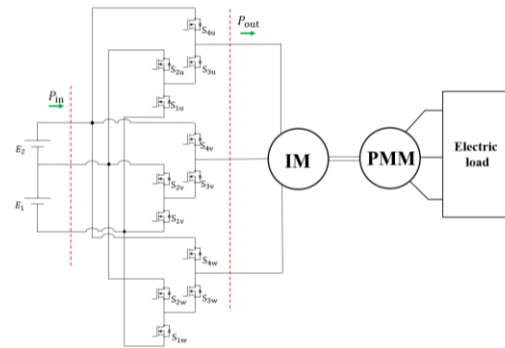 S4u
Pout
S2u
S3u
Pin
S1u
E2
S4v
IM
PMM
Electric
load
S2v
S3v
E1
S1v
S4w
S2w
S3w
S1w